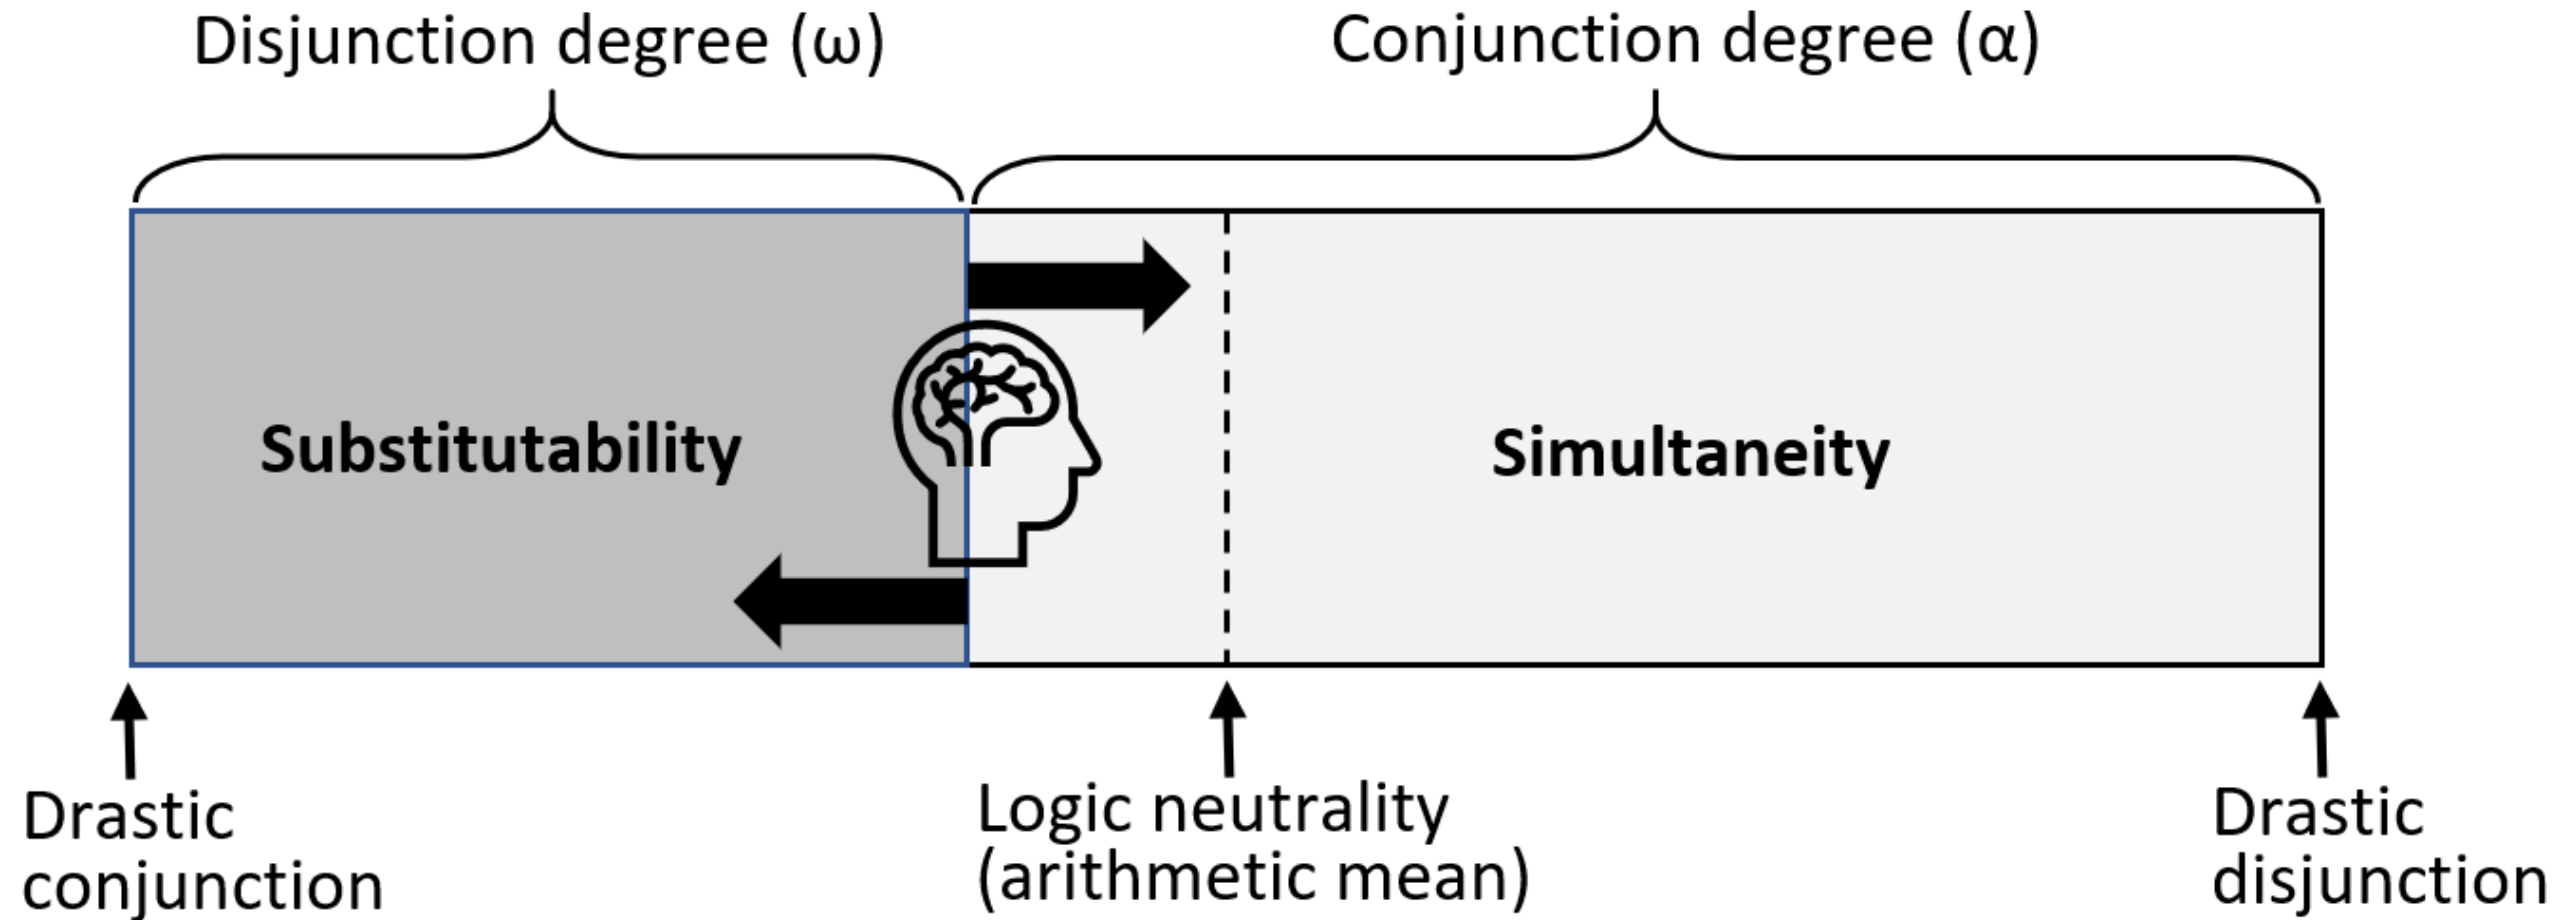 Disjunction degree (ω)
Conjunction degree (α)
Substitutability
Simultaneity
Drastic
conjunction
Logic neutrality
(arithmetic mean)
Drastic
disjunction